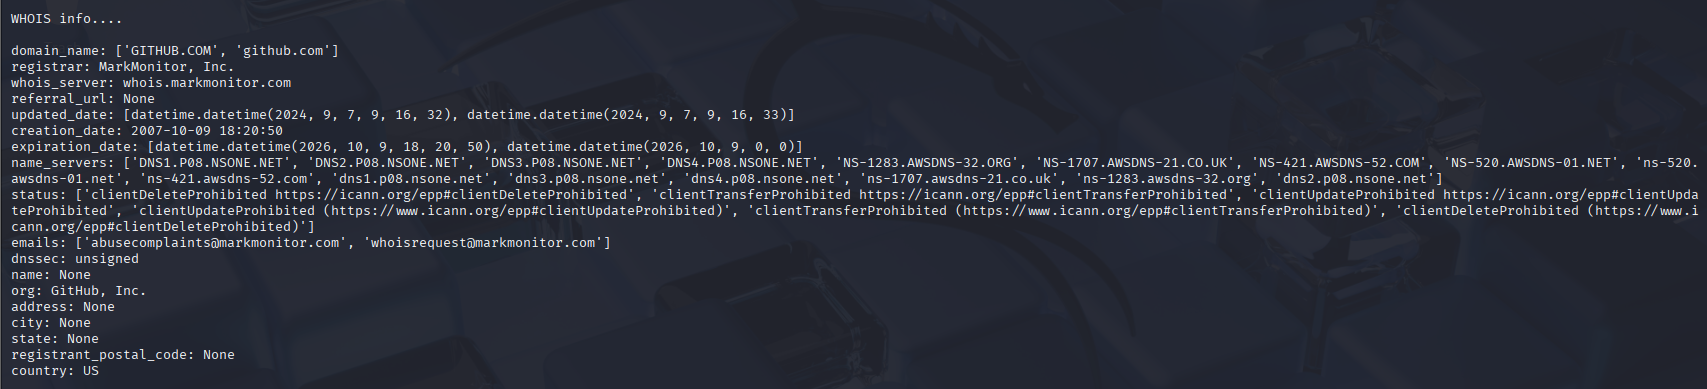 WHOIS info....
domain_name: ['GITHUB.COM', 'github.com']
registrar: MarkMonitor, Inc.
whois_server: whois.markmonitor.com
referral_url: None
updated_date: [datetime.datetime(2024, 9, 7, 9, 16, 32), datetime.datetime(2024, 9, 7, 9, 16, 33)]
creation_date: 2007-10-09 18:20:50
expiration_date: [datetime.datetime(2026, 10, 9, 18, 20, 50), datetime.datetime(2026, 10, 9, 0, 0)]
name_servers: ['DNS1.P08.NSONE.NET', 'DNS2.P08.NSONE.NET', 'DNS3.P08.NSONE.NET', 'DNS4.P08.NSONE.NET', 'NS-1283.AWSDNS-32.ORG', 'NS-1707.AWSDNS-21.CO.UK', 'NS-421.AWSDNS-52.COM', 'NS-520.AWSDNS-01.NET', 'ns-520.
awsdns-01.net', 'ns-421.awsdns-52.com', 'dns1.p08.nsone.net', 'dns3.p08.nsone.net', 'dns4.p08.nsone.net', 'ns-1707.awsdns-21.co.uk', 'ns-1283.awsdns-32.org', 'dns2.p08.nsone.net']
status: ['clientDeleteProhibited https://icann.org/epp#clientDeleteProhibited', 'clientTransferProhibited https://icann.org/epp#clientTransferProhibited', 'clientUpdateProhibited https://icann.org/epp#clientUpda
teProhibited', 'clientUpdateProhibited (https://www.icann.org/epp#clientUpdateProhibited)', 'clientTransferProhibited (https://www.icann.org/epp#clientTransferProhibited)', 'clientDeleteProhibited (https://www.i
cann.org/epp#clientDeleteProhibited)']
emails: ['abusecomplaints@markmonitor.com', 'whoisrequest@markmonitor.com']
dnssec: unsigned
name: None
org: GitHub, Inc.
address: None
city: None
state: None
registrant_postal_code: None
country: US